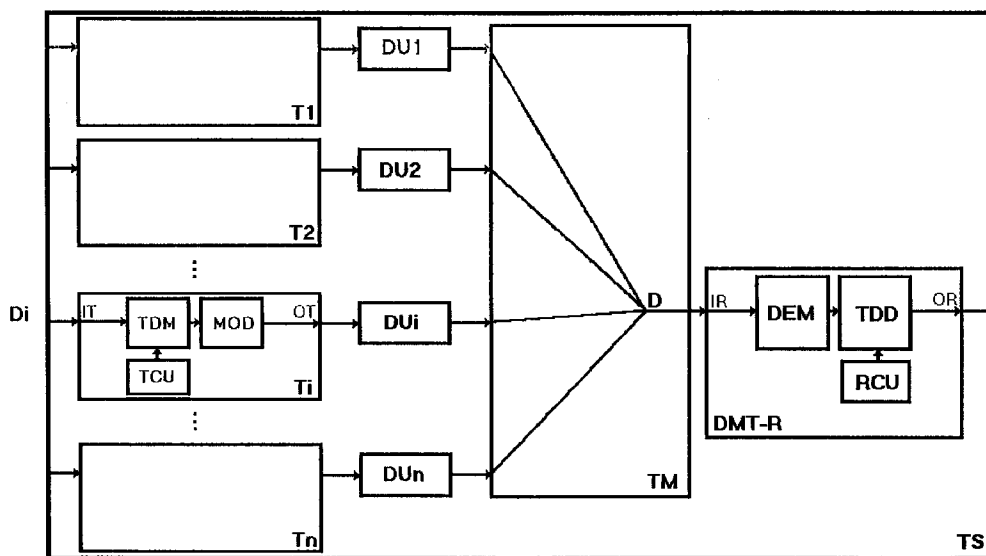 DU1
T1
DU2
T2
⋮
Di
IT
TDM
MOD
OT
DUi
TCU
Ti
D
IR
DEM
TDD
OR
RCU
DMT-R
⋮
DUn
TM
Tn
TS